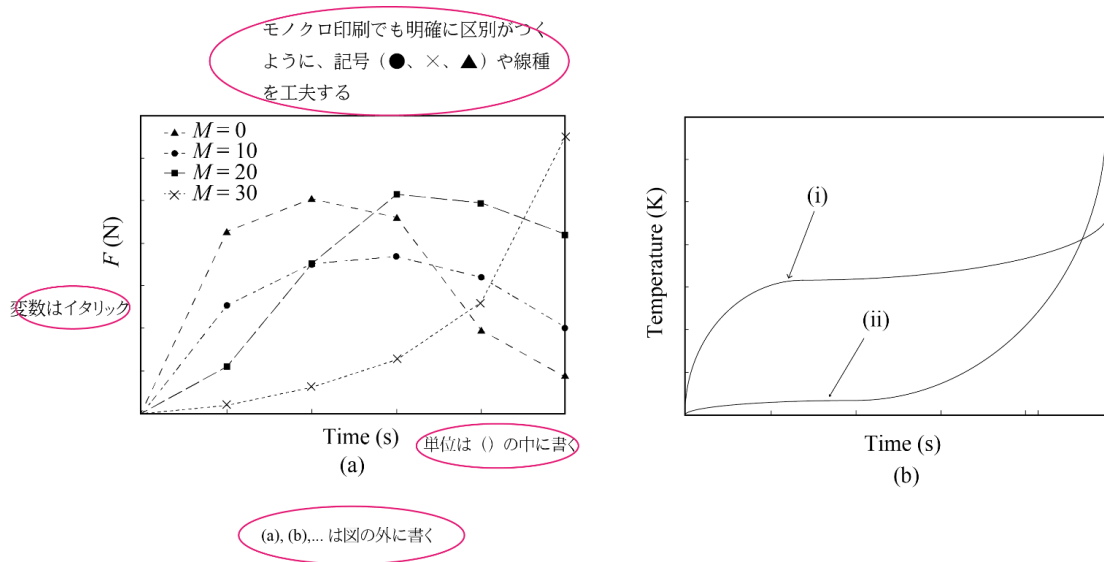 モノクロ印刷でも明確に区別がつく
ように、記号（●、×、▲）や線種
を工夫する
M = 0
M = 10
M = 20
M = 30
F (N)
変数はイタリック
Time (s)
単位は（）の中に書く
(a)
(a), (b),... は図の外に書く
(i)
(ii)
Temperature (K)
Time (s)
(b)